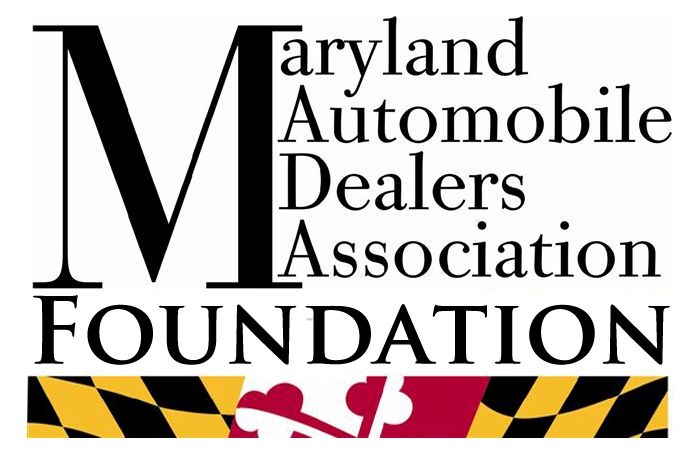 Maryland
Automobile
Dealers
Association
FOUNDATION